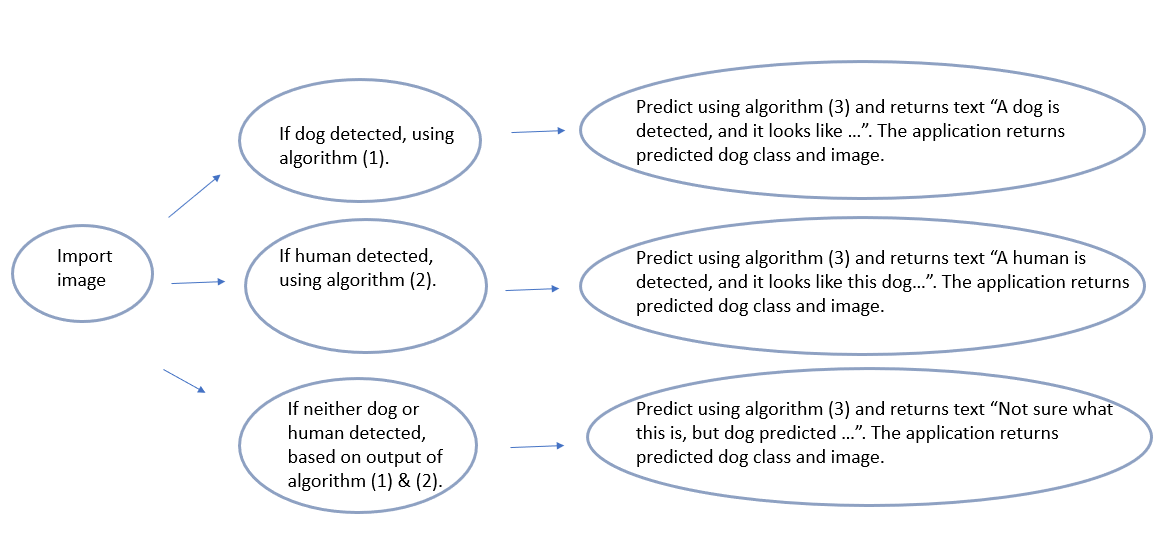 Import
image
If dog detected, using
algorithm (1).
Predict using algorithm (3) and returns text “A dog is
detected, and it looks like …”. The application returns
predicted dog class and image.
If human detected,
using algorithm (2).
Predict using algorithm (3) and returns text “A human is
detected, and it looks like this dog…”. The application returns
predicted dog class and image.
If neither dog or
human detected,
based on output of
algorithm (1) & (2).
Predict using algorithm (3) and returns text “Not sure what
this is, but dog predicted …”. The application returns
predicted dog class and image.